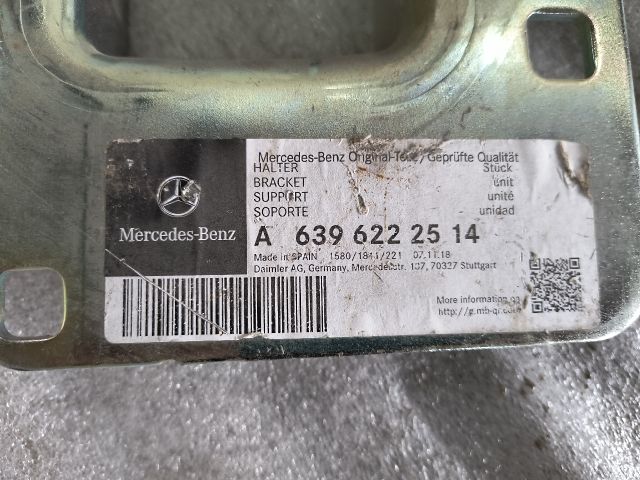 Mercedes-Benz Original-Teile / Geprüfte Qualität
HALTER Stück
BRACKET unit
SUPPORT unité
SOPORTE unidad
Mercedes-Benz
A 639 622 25 14
Made in SPAIN 1580/1841/221 07.11.18
Daimler AG, Germany, Mercedesstr. 137, 70327 Stuttgart
More information on
http://q.mb-qr.com